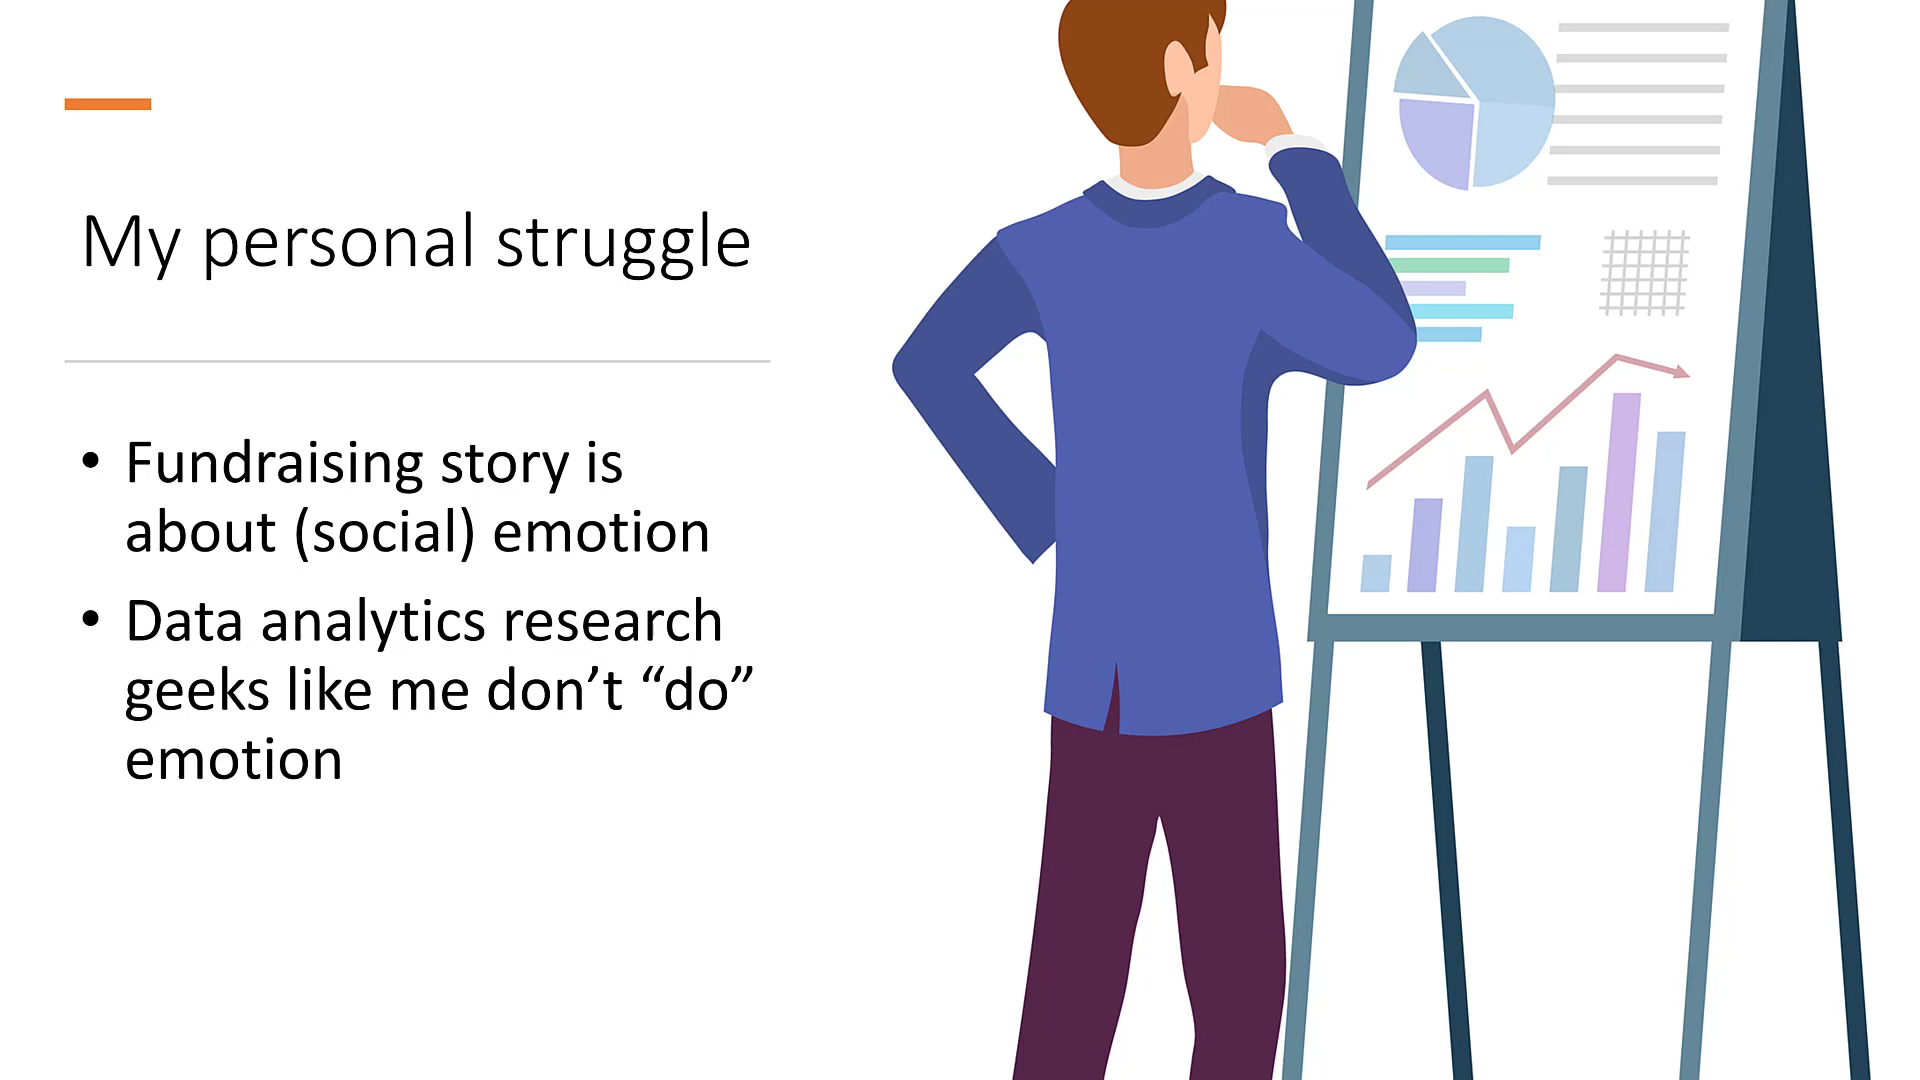 My personal struggle
• Fundraising story is
about (social) emotion
• Data analytics research
geeks like me don’t “do”
emotion